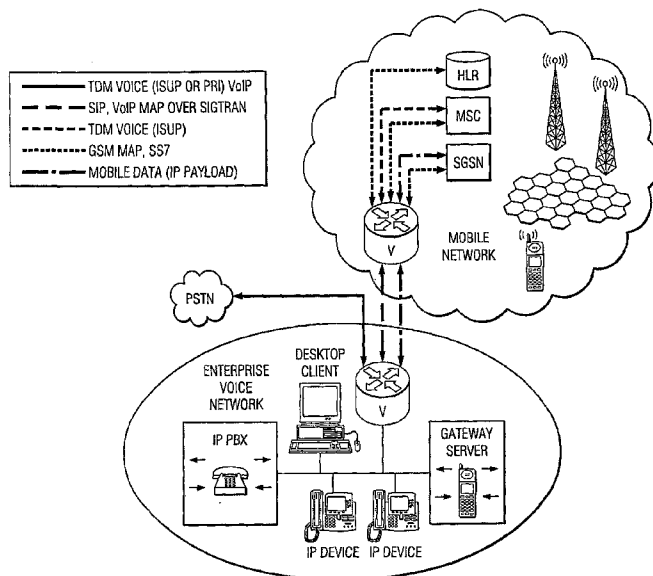 TDM VOICE (ISUP OR PRI) VoIP
SIP, VoIP MAP OVER SIGTRAN
TDM VOICE (ISUP)
GSM MAP, SS7
MOBILE DATA (IP PAYLOAD)
HLR
MSC
SGSN
V
MOBILE
NETWORK
PSTN
ENTERPRISE
VOICE
NETWORK
DESKTOP
CLIENT
V
IP PBX
GATEWAY
SERVER
IP DEVICE
IP DEVICE